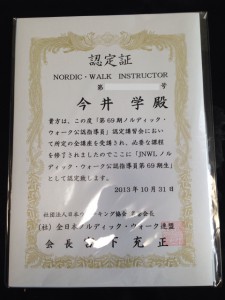 認定証
NORDIC・WALK INSTRUCTOR
第 号
今井 学殿
貴方は、この度「第69期ノルディック・
ウォーク公認指導員」認定講習会におい
て所定の全講座を受講され、必要な課程
を修了されましたのでここに「JNWLノル
ディック・ウォーク公認指導員第69期生」
として認定致します。
2013年10月31日
社団法人日本ウォーキング協会
(社)全日本ノルディック・ウォーク連盟
会長 下 充 正